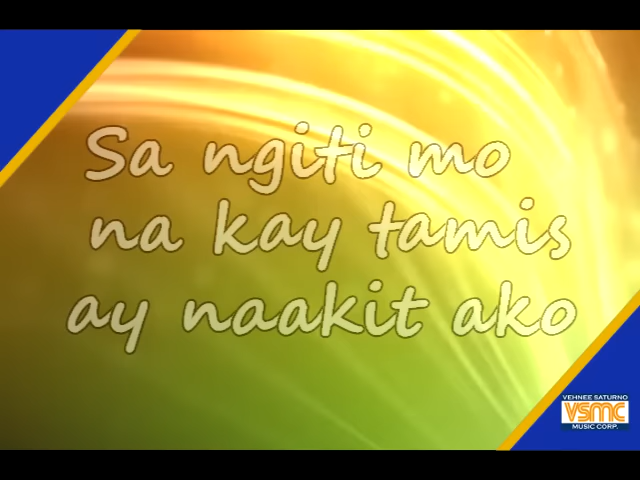 Sa ngiti mo
na kay tamis
ay naakit ako
VEHNEE SATURNO
VSMC
MUSIC CORP.